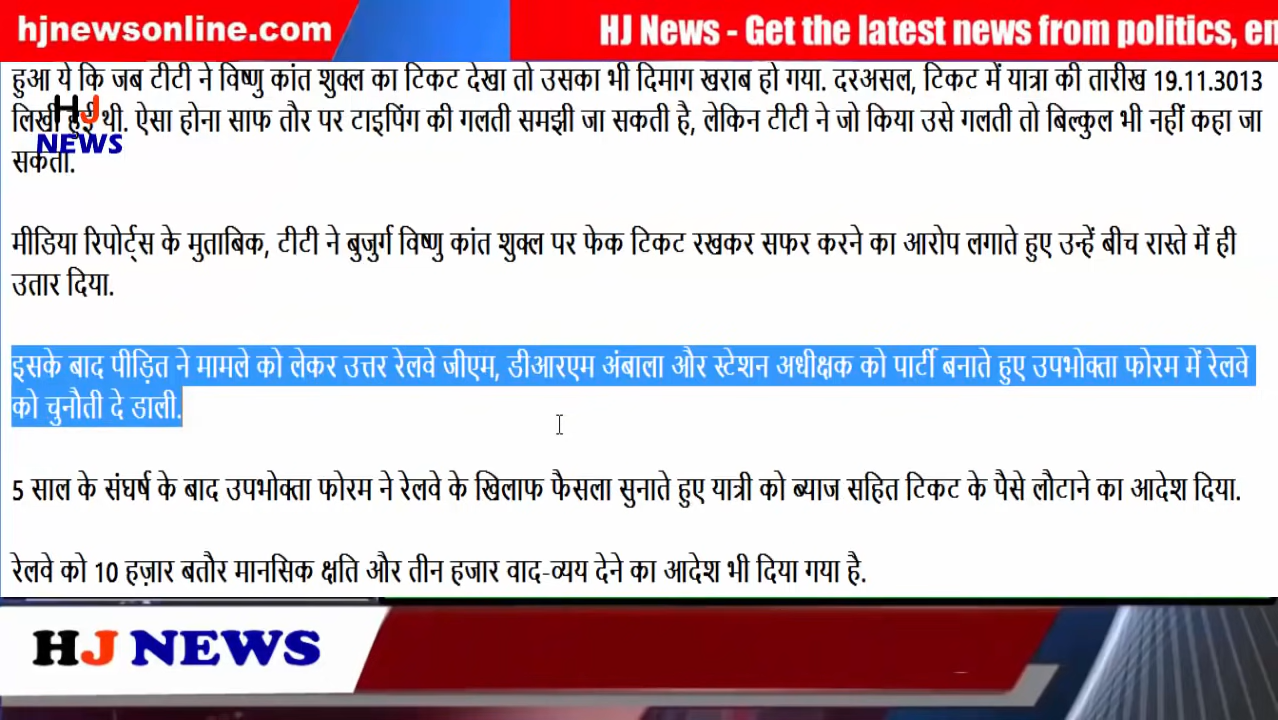 hjnewsonline.com
HJ News - Get the latest news from politics, en
हुआ ये कि जब टीटी ने विष्णु कांत शुक्ल का टिकट देखा तो उसका भी दिमाग खराब हो गया. दरअसल, टिकट में यात्रा की तारीख 19.11.3013
लिखी हुई थी. ऐसा होना साफ तौर पर टाइपिंग की गलती समझी जा सकती है, लेकिन टीटी ने जो किया उसे गलती तो बिल्कुल भी नहीं कहा जा
सकता.
HJ
NEWS
मीडिया रिपोर्ट्स के मुताबिक, टीटी ने बुजुर्ग विष्णु कांत शुक्ल पर फेक टिकट रखकर सफर करने का आरोप लगाते हुए उन्हें बीच रास्ते में ही
उतार दिया.
इसके बाद पीड़ित ने मामले को लेकर उत्तर रेलवे जीएम, डीआरएम अंबाला और स्टेशन अधीक्षक को पार्टी बनाते हुए उपभोक्ता फोरम में रेलवे
को चुनौती दे डाली.
5 साल के संघर्ष के बाद उपभोक्ता फोरम ने रेलवे के खिलाफ फैसला सुनाते हुए यात्री को ब्याज सहित टिकट के पैसे लौटाने का आदेश दिया.
रेलवे को 10 हज़ार बतौर मानसिक क्षति और तीन हजार वाद-व्यय देने का आदेश भी दिया गया है.
HJ NEWS